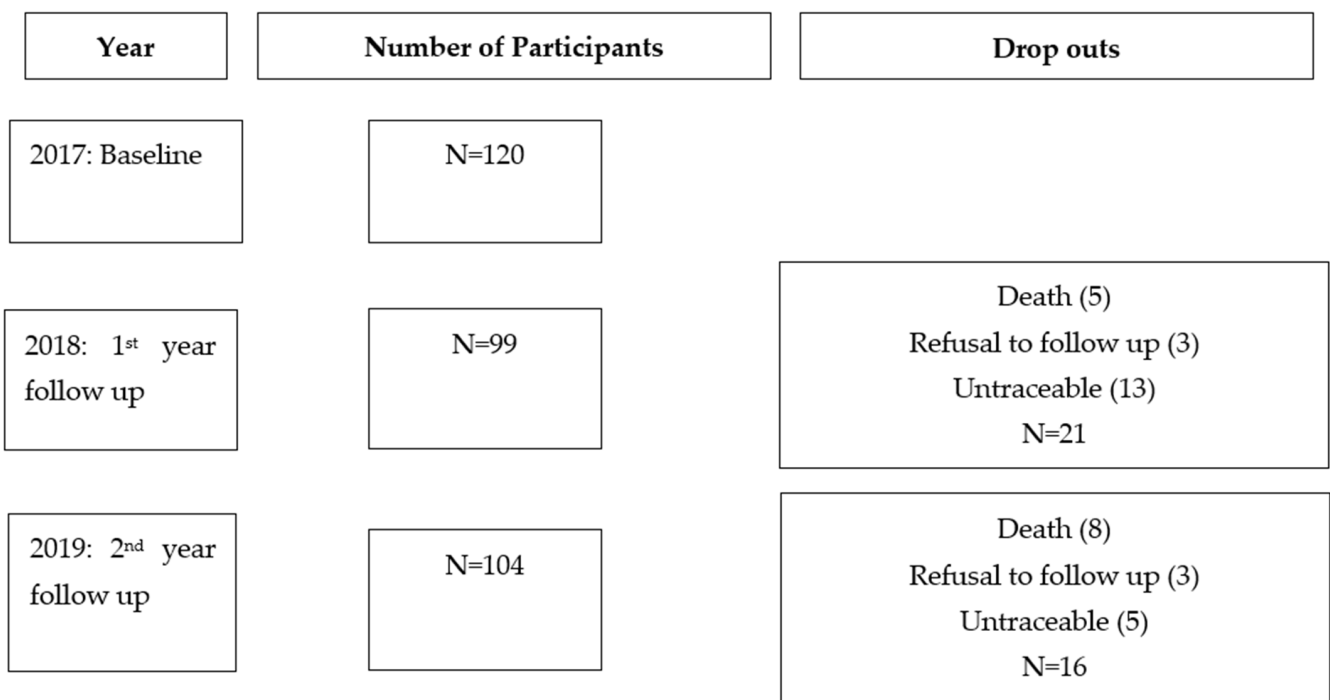 Year
Number of Participants
Drop outs
2017: Baseline
N=120
2018: 1st year
follow up
N=99
Death (5)
Refusal to follow up (3)
Untraceable (13)
N=21
2019: 2nd year
follow up
N=104
Death (8)
Refusal to follow up (3)
Untraceable (5)
N=16